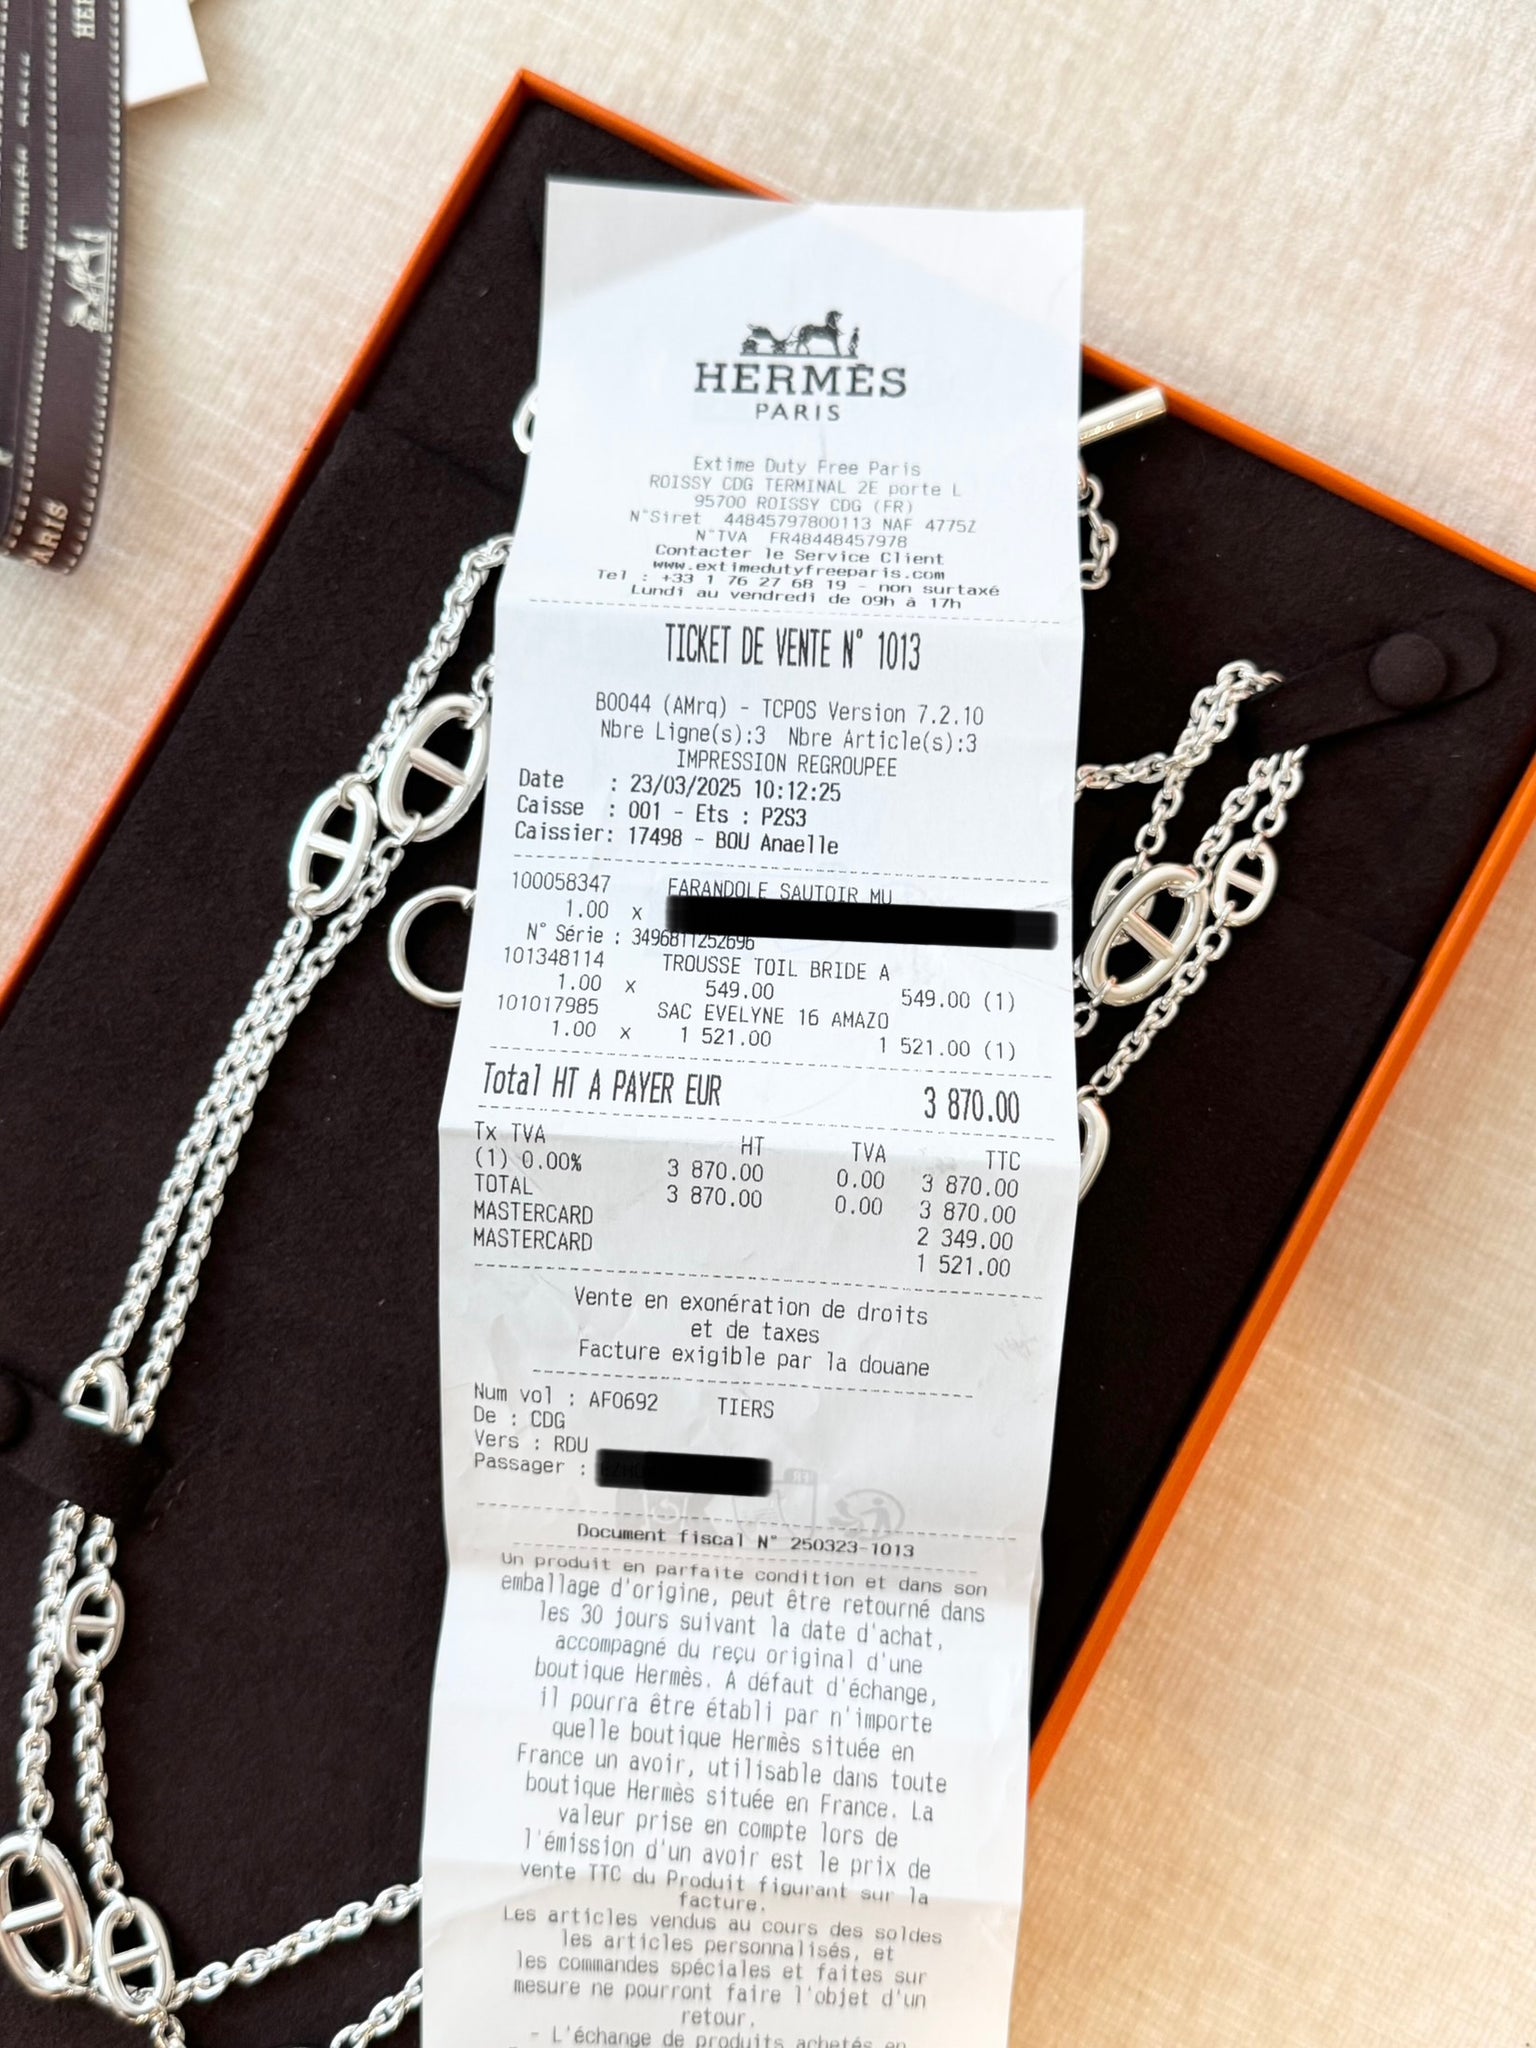 HERMÈS
PARIS
Extime Duty Free Paris
ROISSY CDG TERMINAL 2E porte L
95700 ROISSY CDG (FR)
N°Siret 44845797800113 NAF 4775Z
N°TVA FR48448457978
Contacter le Service Client
www.extimedutyfreeparis.com
Tel : +33 1 76 27 68 19 - non surtaxé
Lundi au vendredi de 09h à 17h
TICKET DE VENTE N° 1013
B0044 (AMrq) - TCPOS Version 7.2.10
Nbre Ligne(s):3 Nbre Article(s):3
IMPRESSION REGROUPEE
Date : 23/03/2025 10:12:25
Caisse : 001 - Ets : P2S3
Caissier: 17498 - BOU Anaelle
100058347 FARANDOLE SAUTOIR MU
1.00 x
N° Série : 3496811252696
101348114 TROUSSE TOIL BRIDE A
1.00 x 549.00 549.00 (1)
101017985 SAC EVELYNE 16 AMAZO
1.00 x 1 521.00 1 521.00 (1)
Total HT A PAYER EUR 3 870.00
Tx TVA HT TVA TTC
(1) 0.00% 3 870.00 0.00 3 870.00
TOTAL 3 870.00 0.00 3 870.00
MASTERCARD 2 349.00
MASTERCARD 1 521.00
Vente en exonération de droits
et de taxes
Facture exigible par la douane
Num vol : AF0692 TIERS
De : CDG
Vers : RDU
Passager :
Document fiscal N° 250323-1013
Un produit en parfaite condition et dans son
emballage d'origine, peut être retourné dans
les 30 jours suivant la date d'achat,
accompagné du reçu original d'une
boutique Hermès. A défaut d'échange,
il pourra être établi par n'importe
quelle boutique Hermès située en
France un avoir, utilisable dans toute
boutique Hermès située en France. La
valeur prise en compte lors de
l'émission d'un avoir est le prix de
vente TTC du Produit figurant sur la
facture.
Les articles vendus au cours des soldes
les articles personnalisés, et
les commandes spéciales et faites sur
mesure ne pourront faire l'objet d'un
retour.
- L'échange de produits achetés en
PARIS